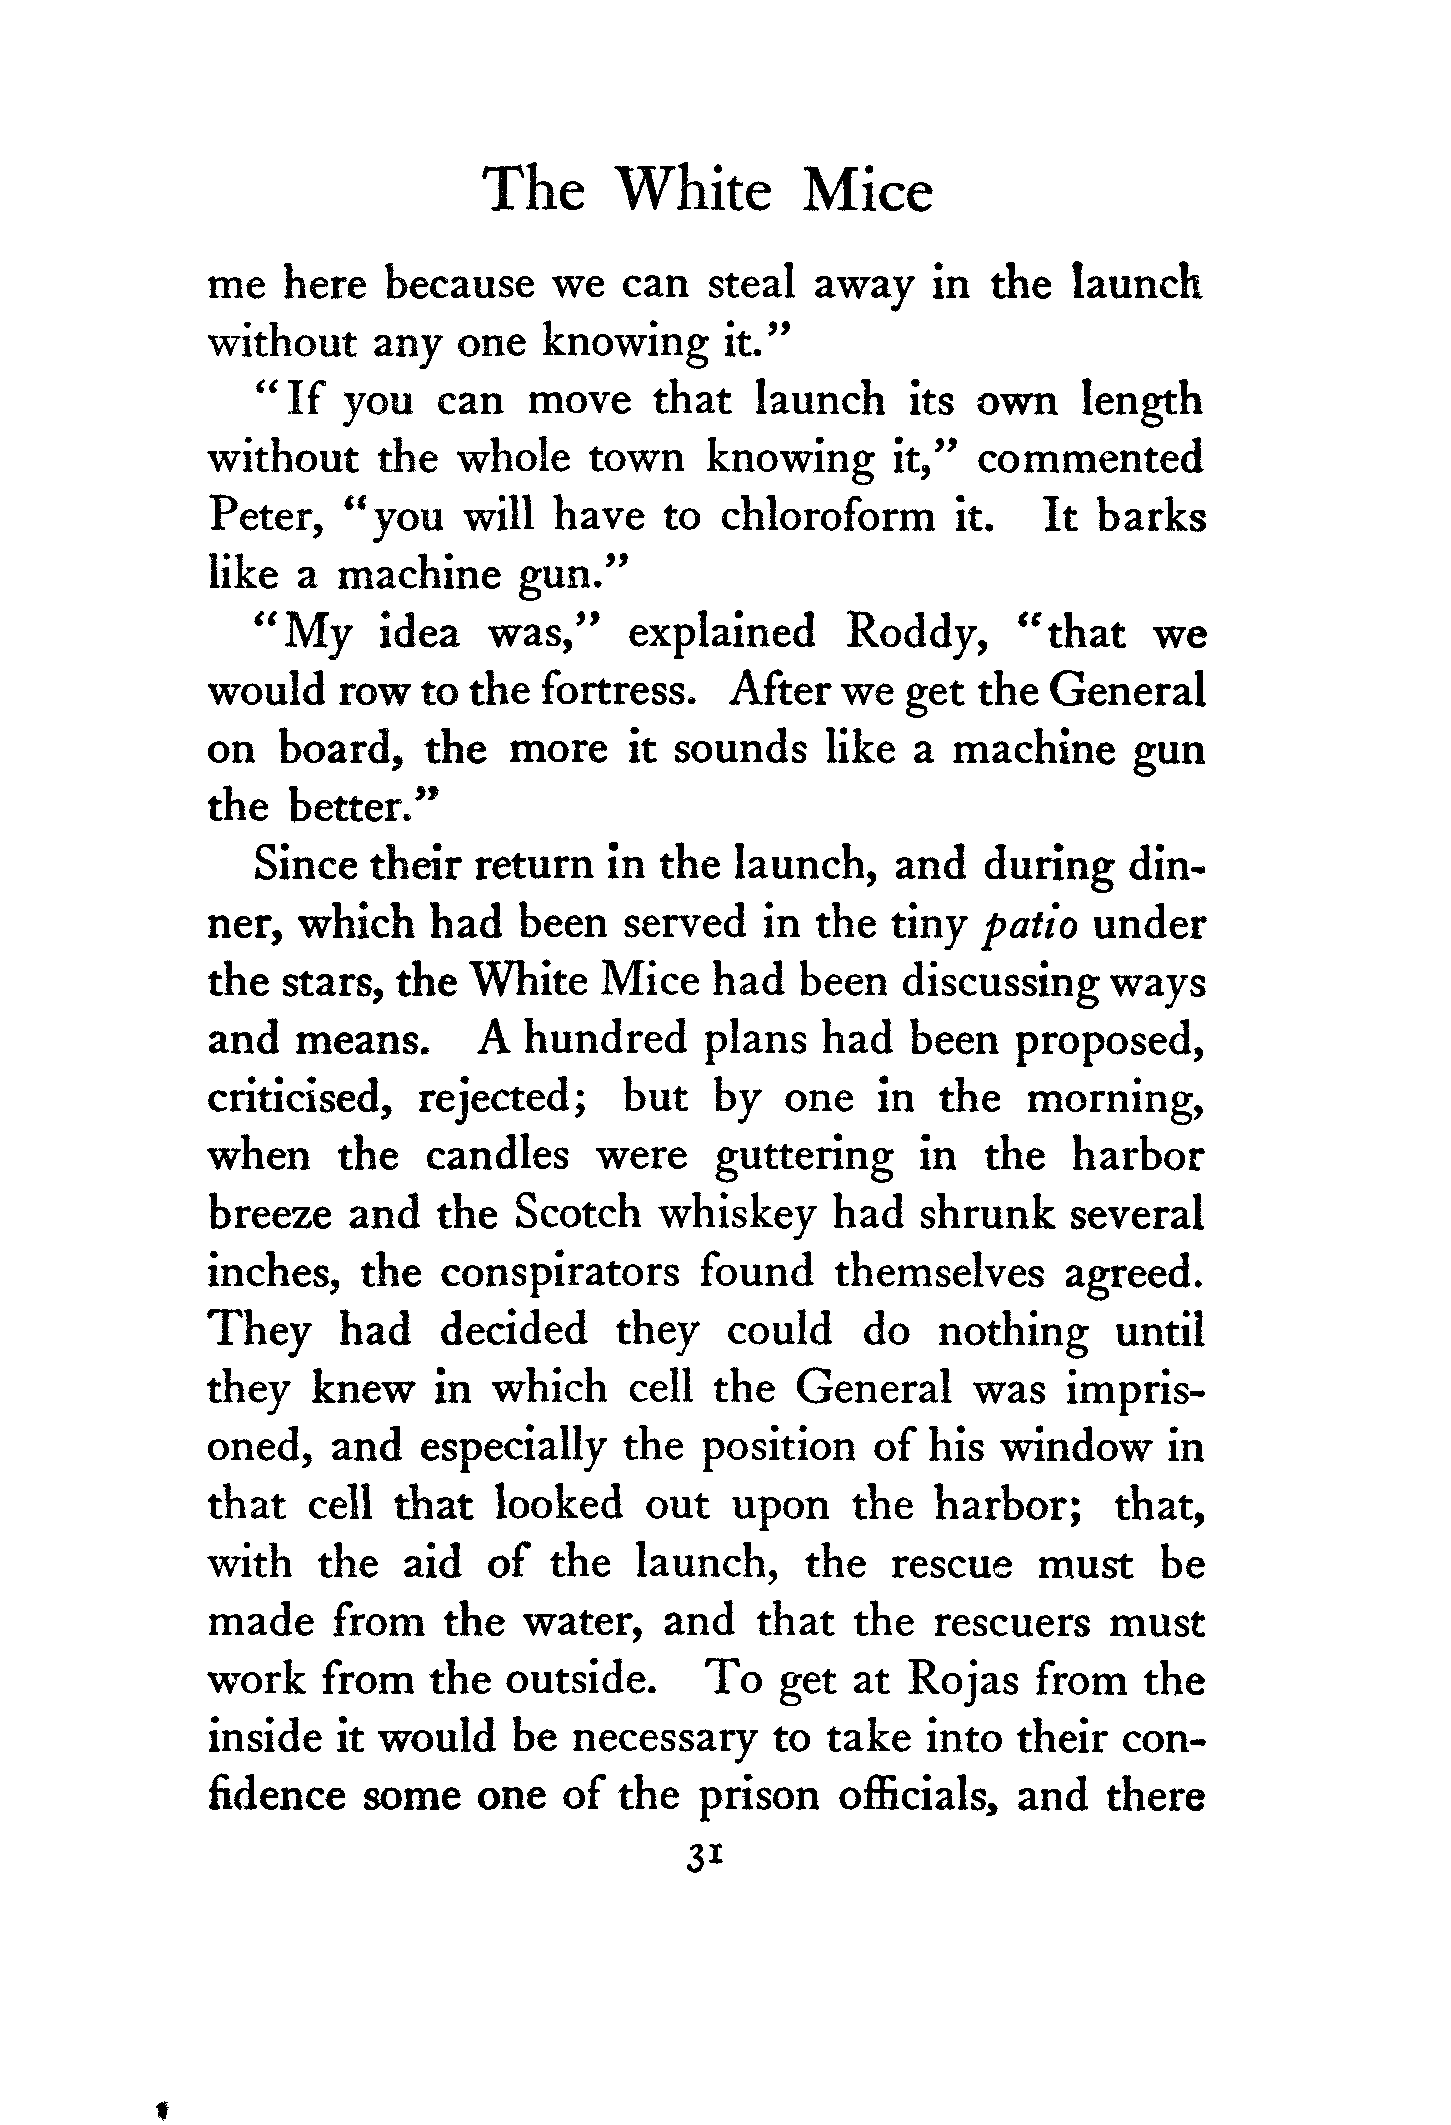 The White Mice
me here because we can steal away in the launch
without any one knowing it.”
“If you can move that launch its own length
without the whole town knowing it,” commented
Peter, “you will have to chloroform it. It barks
like a machine gun.”
“My idea was,” explained Roddy, “that we
would row to the fortress. After we get the General
on board, the more it sounds like a machine gun
the better.”
Since their return in the launch, and during din-
ner, which had been served in the tiny patio under
the stars, the White Mice had been discussing ways
and means. A hundred plans had been proposed,
criticised, rejected; but by one in the morning,
when the candles were guttering in the harbor
breeze and the Scotch whiskey had shrunk several
inches, the conspirators found themselves agreed.
They had decided they could do nothing until
they knew in which cell the General was impris-
oned, and especially the position of his window in
that cell that looked out upon the harbor; that,
with the aid of the launch, the rescue must be
made from the water, and that the rescuers must
work from the outside. To get at Rojas from the
inside it would be necessary to take into their con-
fidence some one of the prison officials, and there
31